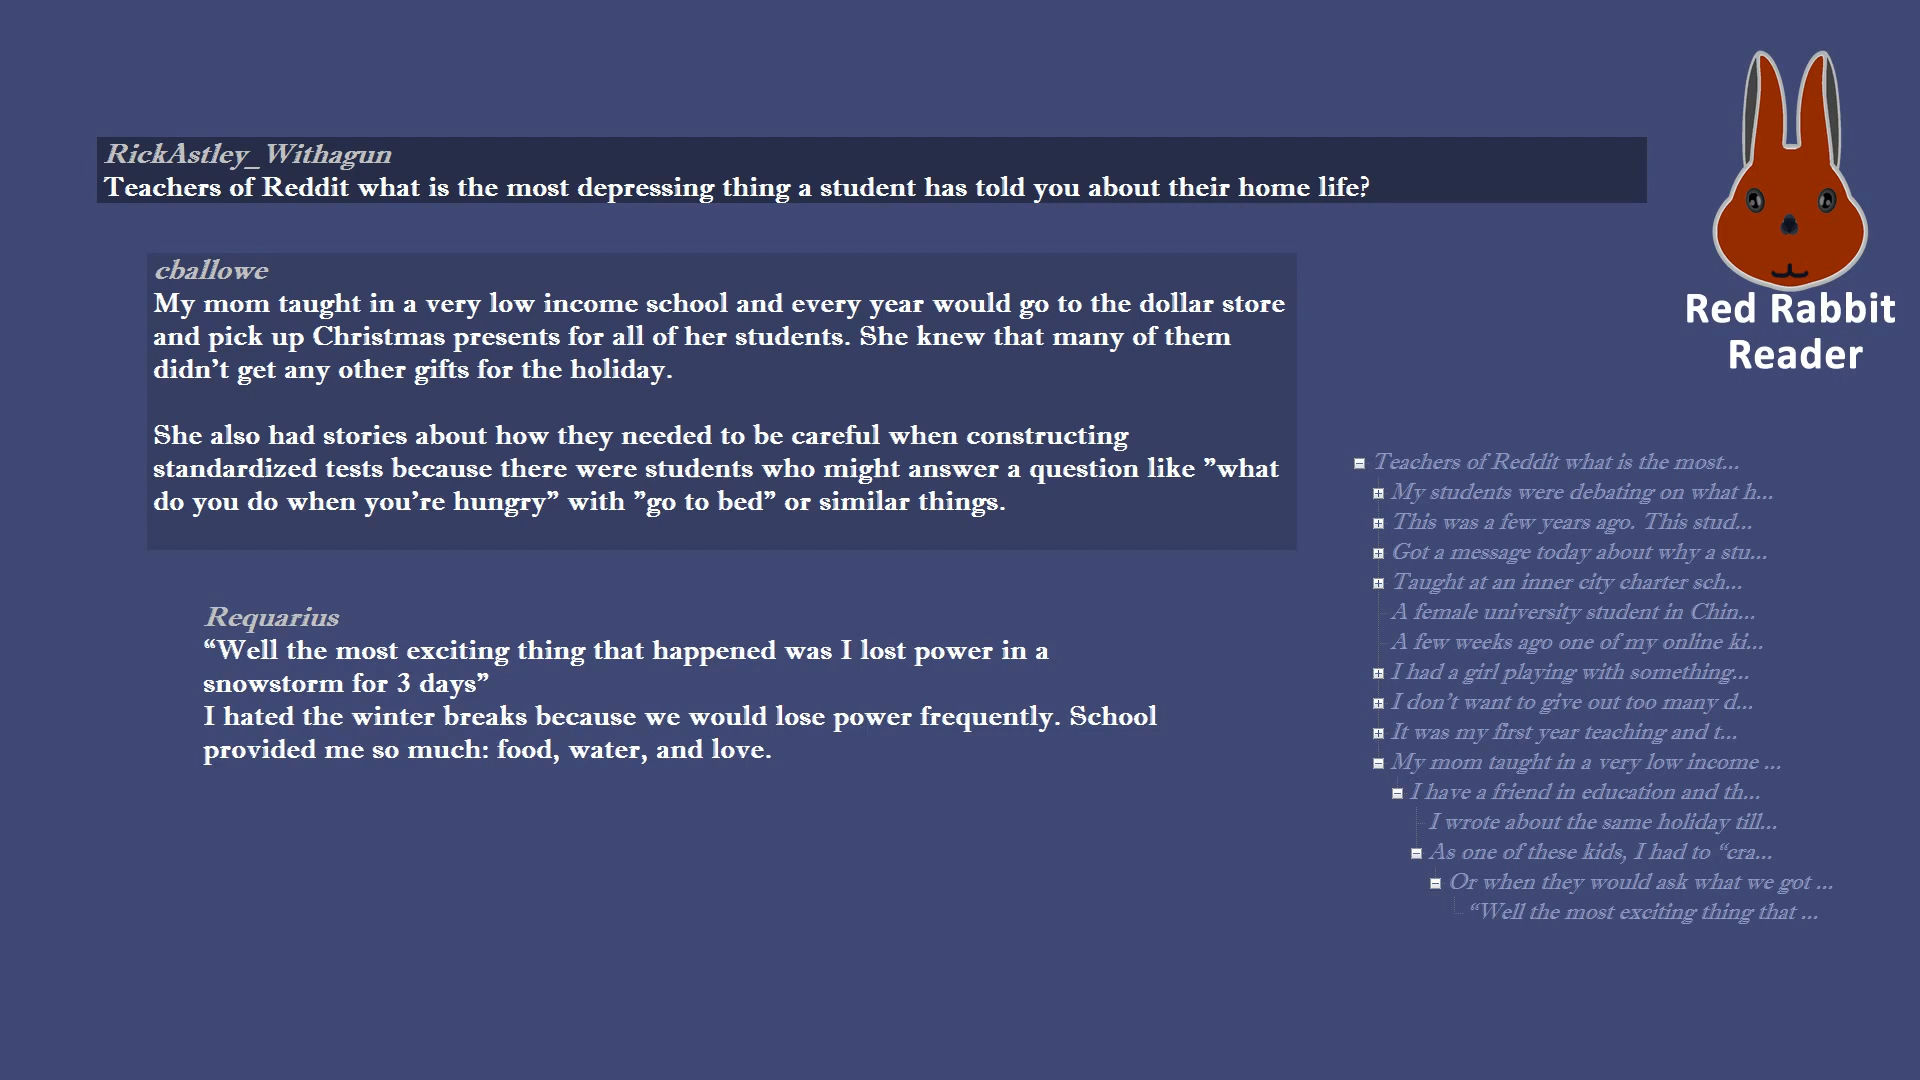 RickAstley_Withagun
Teachers of Reddit what is the most depressing thing a student has told you about their home life?
cballowe
My mom taught in a very low income school and every year would go to the dollar store
and pick up Christmas presents for all of her students. She knew that many of them
didn't get any other gifts for the holiday.
She also had stories about how they needed to be careful when constructing
standardized tests because there were students who might answer a question like ”what
do you do when you're hungry” with ”go to bed” or similar things.
Requarius
“Well the most exciting thing that happened was I lost power in a
snowstorm for 3 days”
I hated the winter breaks because we would lose power frequently. School
provided me so much: food, water, and love.
Red Rabbit
Reader
Teachers of Reddit what is the most...
My students were debating on what h...
This was a few years ago. This stud...
Got a message today about why a stu...
Taught at an inner city charter sch...
A female university student in Chin...
A few weeks ago one of my online ki...
I had a girl playing with something...
I don't want to give out too many d...
It was my first year teaching and t...
My mom taught in a very low income ...
I have a friend in education and th...
I wrote about the same holiday till...
As one of these kids, I had to “cra...
Or when they would ask what we got ...
“Well the most exciting thing that ...